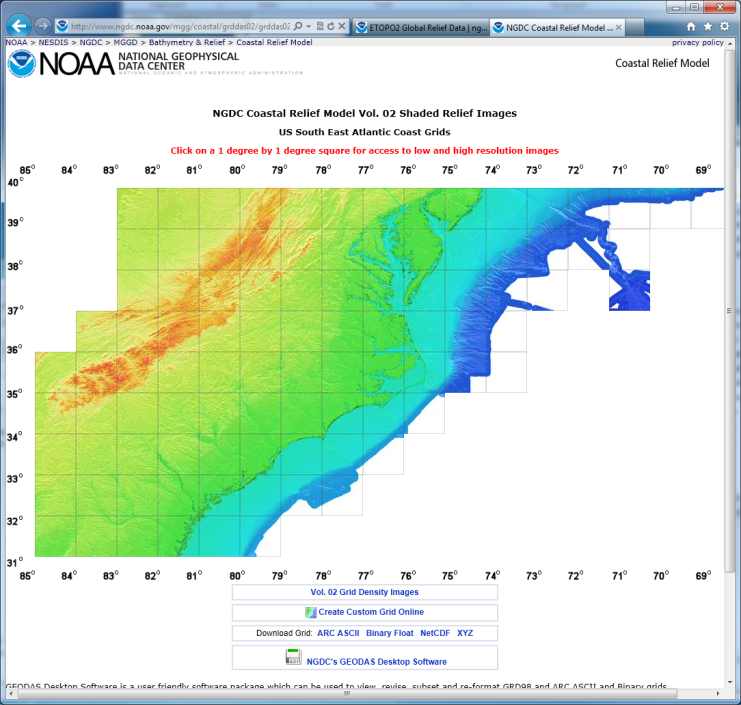 http://www.ngdc.noaa.gov/mgg/coastal/grddas02/grddas02
ETOPO2 Global Relief Data | ng...
NGDC Coastal Relief Model ...
NOAA > NESDIS > NGDC > MGGD > Bathymetry & Relief > Coastal Relief Model
privacy policy
NOAA
NATIONAL GEOPHYSICAL
DATA CENTER
NATIONAL OCEANIC AND ATMOSPHERIC ADMINISTRATION
Coastal Relief Model
NGDC Coastal Relief Model Vol. 02 Shaded Relief Images
US South East Atlantic Coast Grids
Click on a 1 degree by 1 degree square for access to low and high resolution images
85° 84° 83° 82° 81° 80° 79° 78° 77° 76° 75° 74° 73° 72° 71° 70° 69°
40°
39°
38°
37°
36°
35°
34°
33°
32°
31°
85° 84° 83° 82° 81° 80° 79° 78° 77° 76° 75° 74° 73° 72° 71° 70° 69°
Vol. 02 Grid Density Images
Create Custom Grid Online
Download Grid: ARC ASCII Binary Float NetCDF XYZ
NGDC's GEODAS Desktop Software
GEODAS Desktop Software is a user friendly software package which can be used to view, revise, subset and re-format GRD98 and ARC ASCII and Binary grids